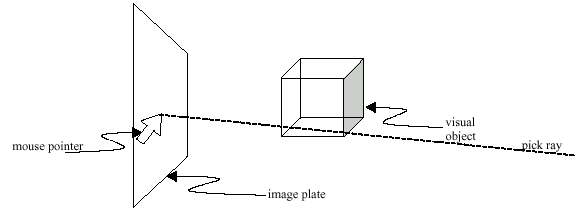 visual
object
mouse pointer
pick ray
image plate